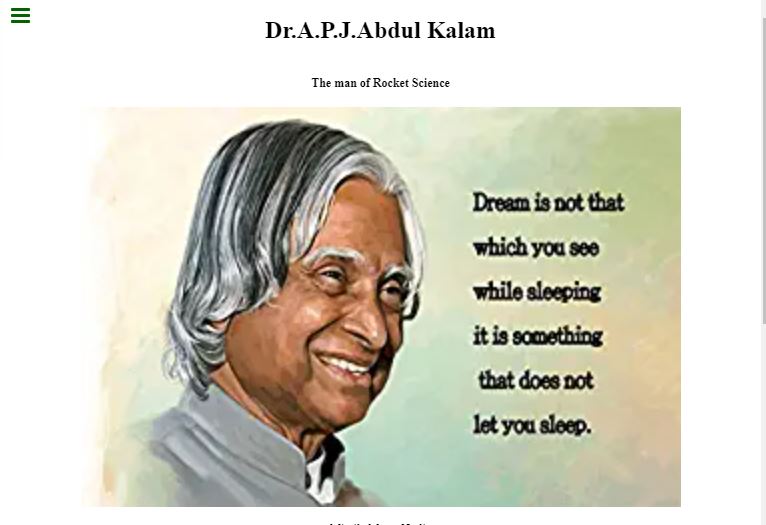 Dr.A.P.J.Abdul Kalam
The man of Rocket Science
Dream is not that
which you see
while sleeping
it is something
that does not
let you sleep.